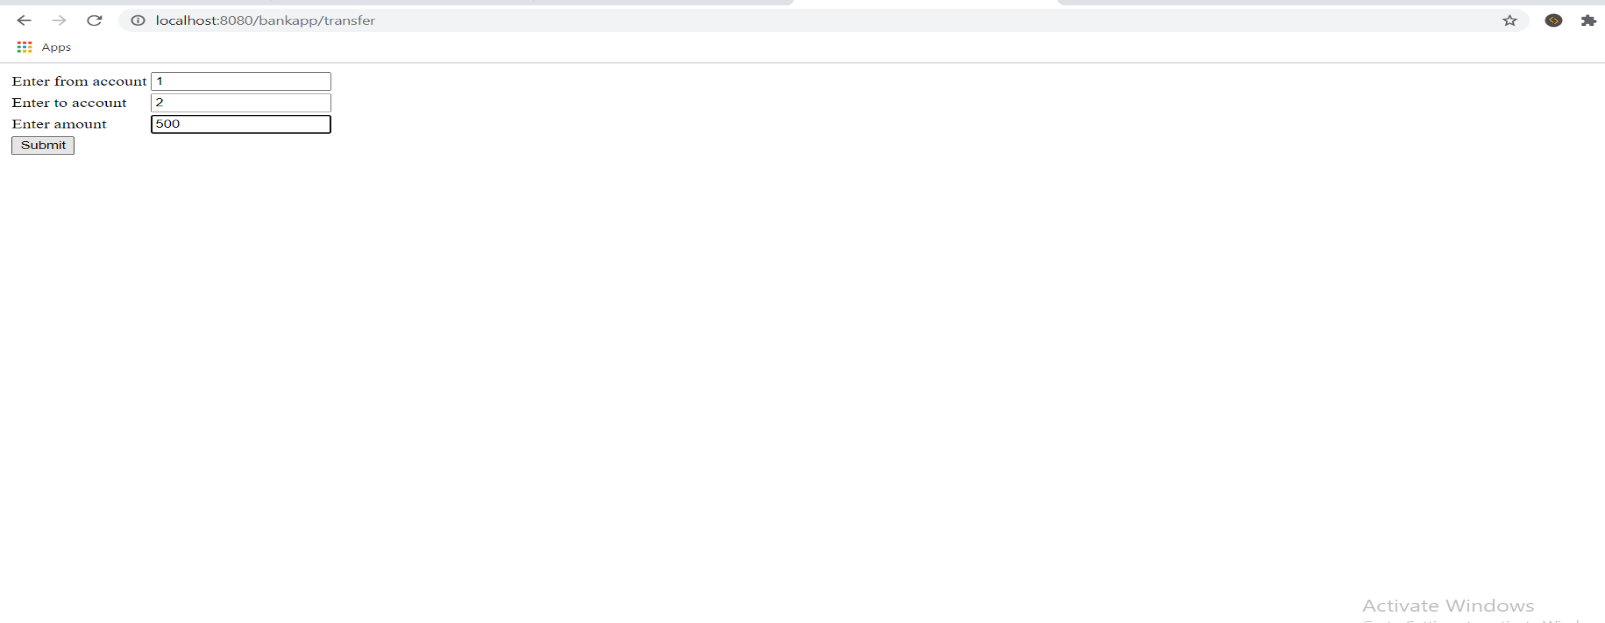 localhost:8080/bankapp/transfer
Apps
Enter from account 1
Enter to account 2
Enter amount 500
Submit
Activate Windows